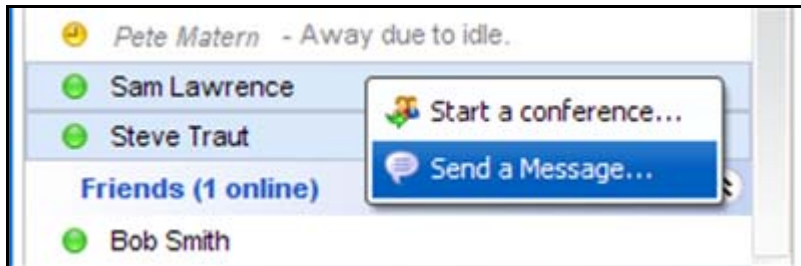 Pete Matern - Away due to idle.
Sam Lawrence
Start a conference...
Steve Traut
Send a Message...
Friends (1 online)
Bob Smith